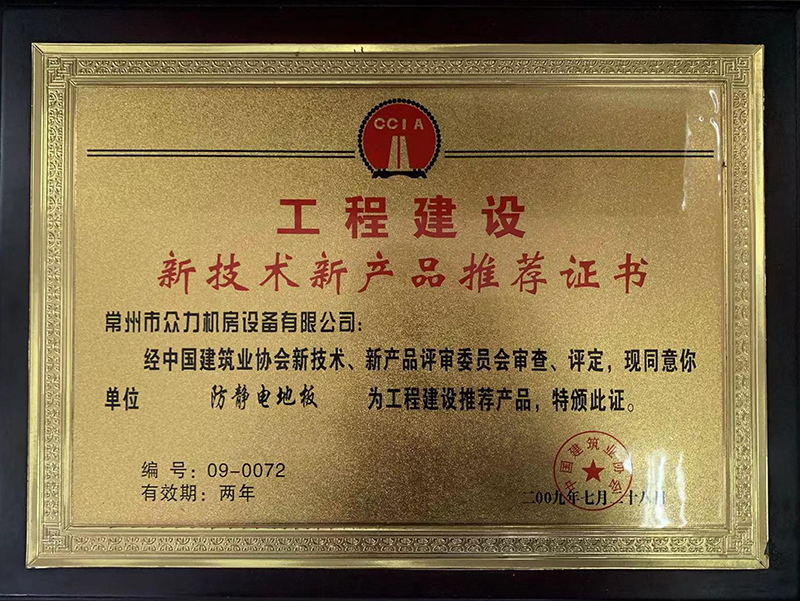 CCIA
工程建设
新技术新产品推荐证书
常州市众力机房设备有限公司：
经中国建筑业协会新技术、新产品评审委员会审查、评定，现同意你
单位 防静电地板 为工程建设推荐产品，特颁此证。
编 号：09-0072
有效期：两年
中国建筑业协会
二00九年七月二十八日